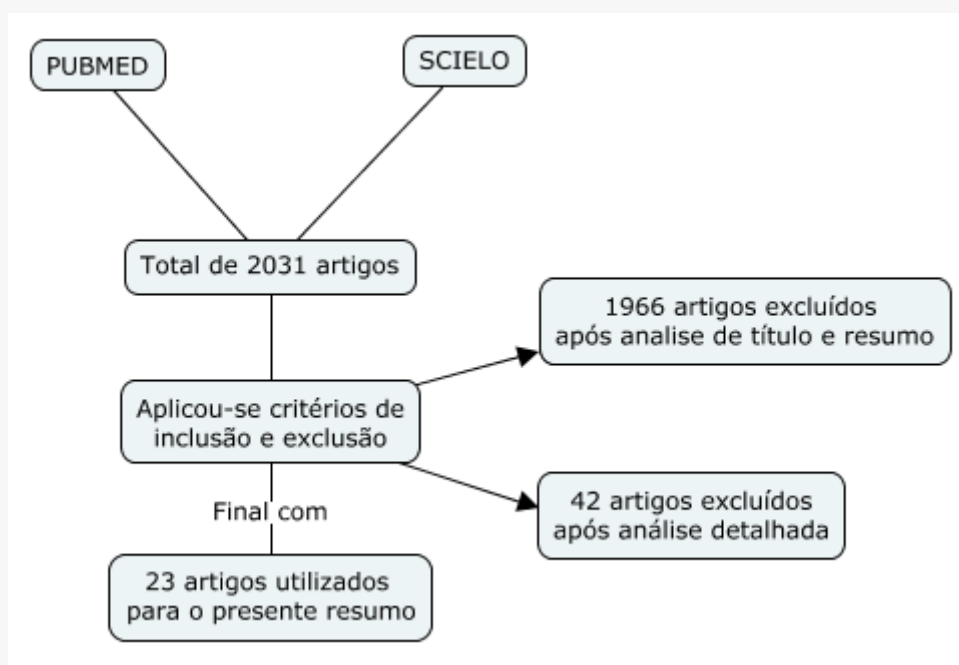 PUBMED
SCIELO
Total de 2031 artigos
1966 artigos excluídos
após analise de título e resumo
Aplicou-se critérios de
inclusão e exclusão
42 artigos excluídos
após análise detalhada
Final com
23 artigos utilizados
para o presente resumo